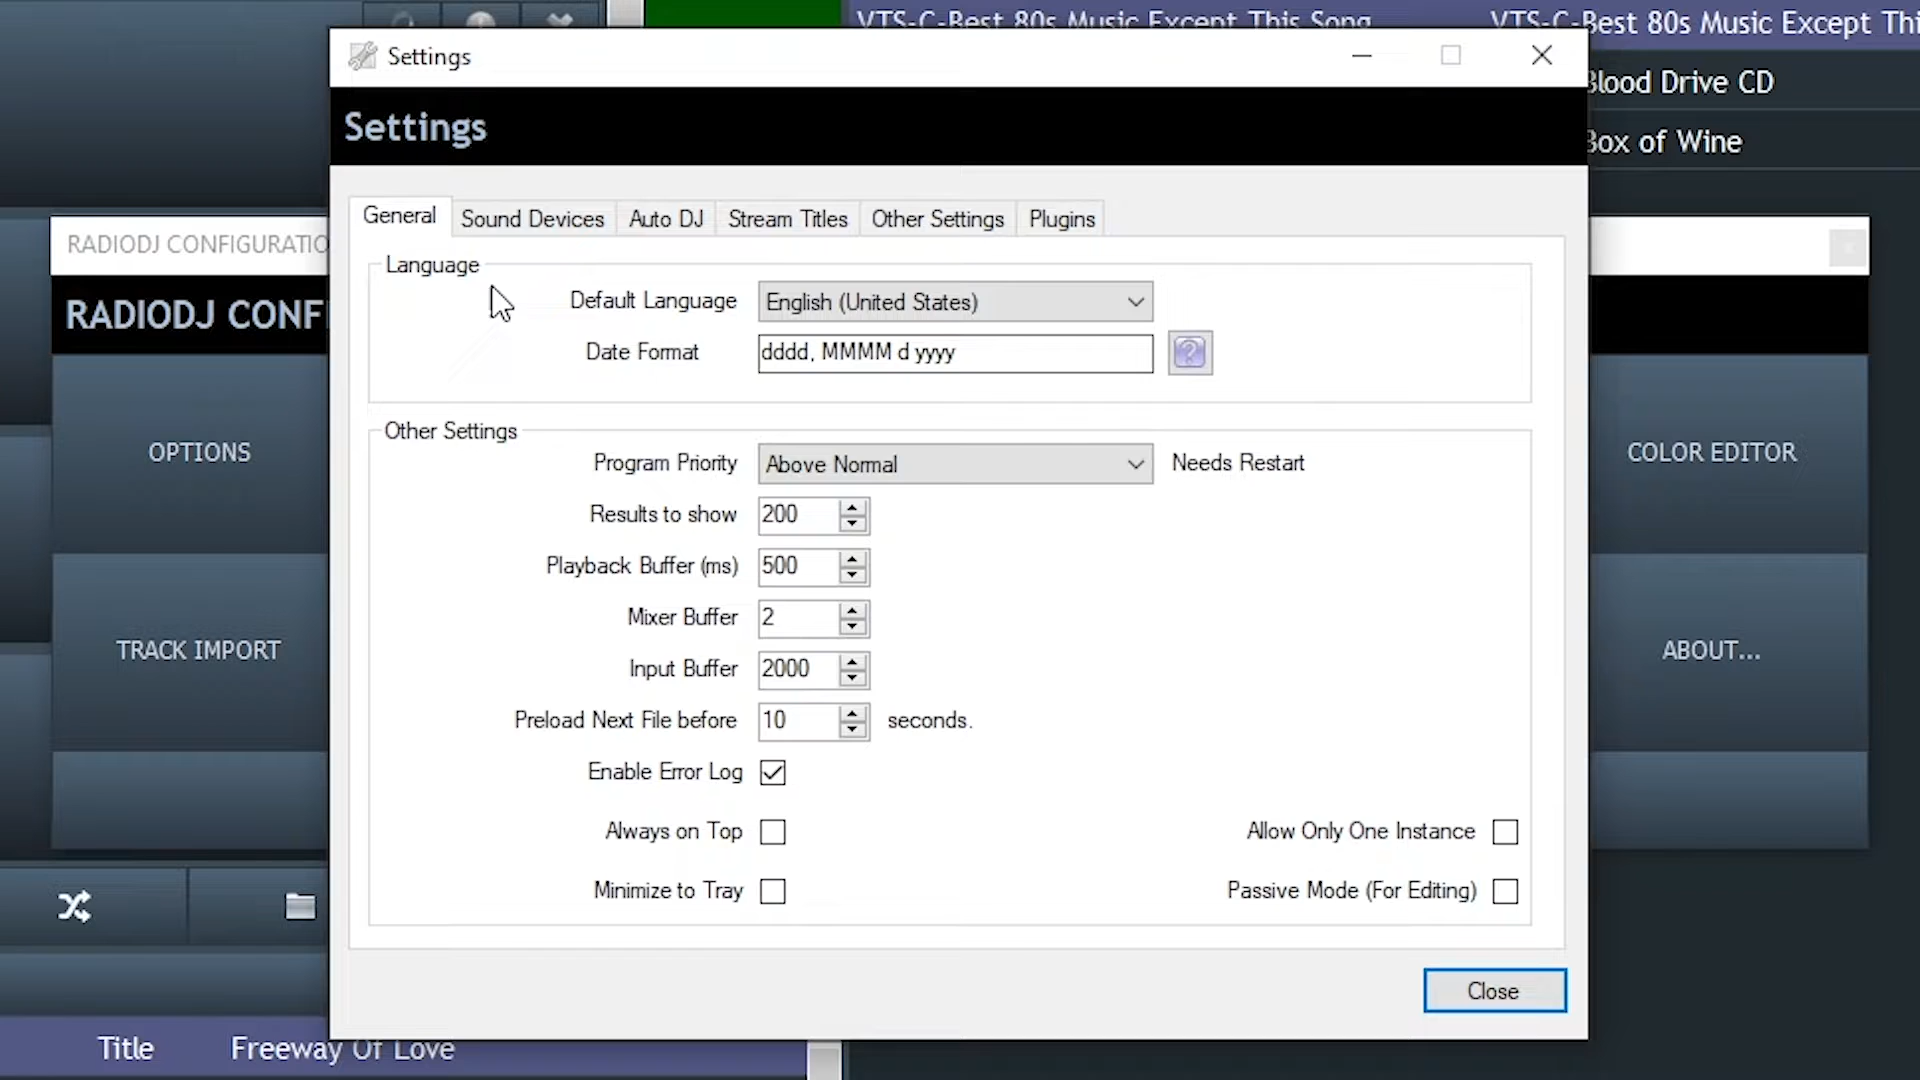 VTS-C-Best 80s Music Except This Song
VTS-C-Best 80s Music Except Thi
Settings
Blood Drive CD
Settings
Box of Wine
General
Sound Devices
Auto DJ
Stream Titles
Other Settings
Plugins
RADIODJ CONFIGURATIO
Language
RADIODJ CONF
Default Language
English (United States)
Date Format
dddd, MMMM d yyyy
Other Settings
OPTIONS
Program Priority
Above Normal
Needs Restart
COLOR EDITOR
Results to show
200
Playback Buffer (ms)
500
Mixer Buffer
2
TRACK IMPORT
Input Buffer
2000
ABOUT...
Preload Next File before
10
seconds.
Enable Error Log
Always on Top
Allow Only One Instance
Minimize to Tray
Passive Mode (For Editing)
Close
Title
Freeway Of Love